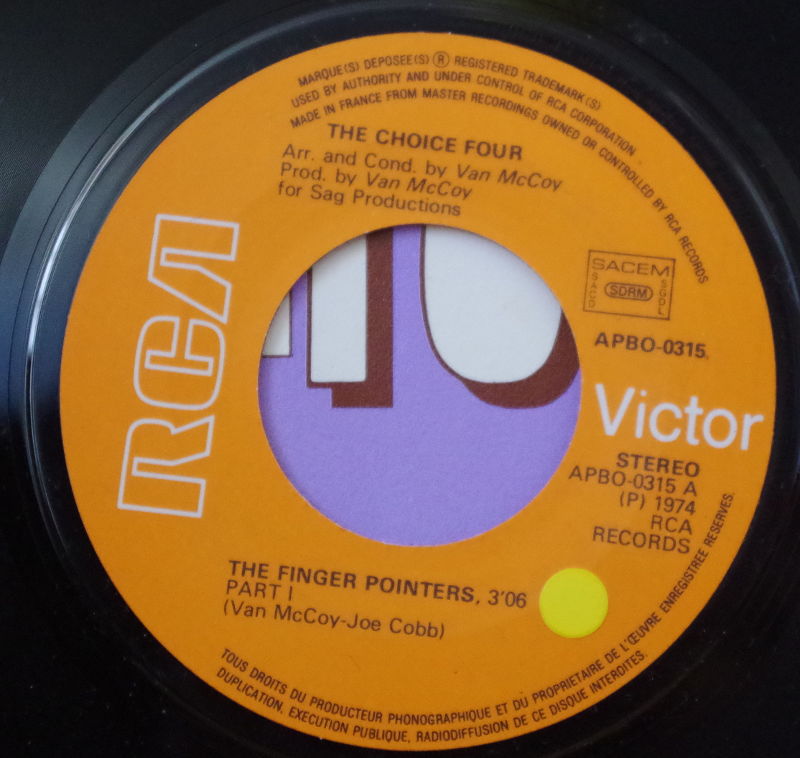 MARQUE(S) DEPOSEE(S) ® REGISTERED TRADEMARK(S)
USED BY AUTHORITY AND UNDER CONTROL OF RCA CORPORATION
MADE IN FRANCE FROM MASTER RECORDINGS OWNED OR CONTROLLED BY RCA RECORDS
THE CHOICE FOUR
Arr. and Cond. by Van McCoy
Prod. by Van McCoy
for Sag Productions
RCA
SACEM
SACD
SDRM
SGDL
APBO-0315
Victor
STEREO
APBO-0315 A
(P) 1974
RCA
RECORDS
THE FINGER POINTERS, 3'06
PART I
(Van McCoy-Joe Cobb)
TOUS DROITS DU PRODUCTEUR PHONOGRAPHIQUE ET DU PROPRIETAIRE DE L'ŒUVRE ENREGISTREE RESERVES.
DUPLICATION, EXECUTION PUBLIQUE, RADIODIFFUSION DE CE DISQUE INTERDITES.